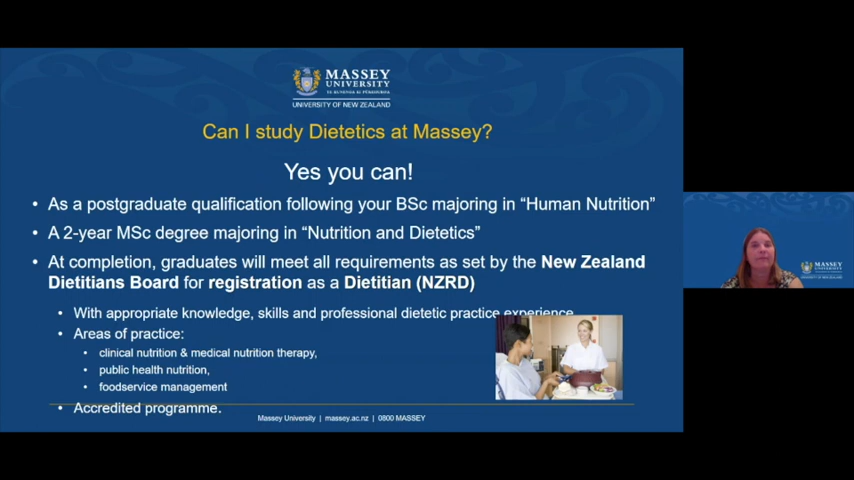 MASSEY
UNIVERSITY
TE KUNENGA KI PŪREHUROA
UNIVERSITY OF NEW ZEALAND
Can I study Dietetics at Massey?
Yes you can!
• As a postgraduate qualification following your BSc majoring in “Human Nutrition”
• A 2-year MSc degree majoring in “Nutrition and Dietetics”
• At completion, graduates will meet all requirements as set by the New Zealand
Dietitians Board for registration as a Dietitian (NZRD)
• With appropriate knowledge, skills and professional dietetic practice experience
• Areas of practice:
• clinical nutrition & medical nutrition therapy,
• public health nutrition,
• foodservice management
• Accredited programme.
Massey University | massey.ac.nz | 0800 MASSEY
MASSEY
UNIVERSITY